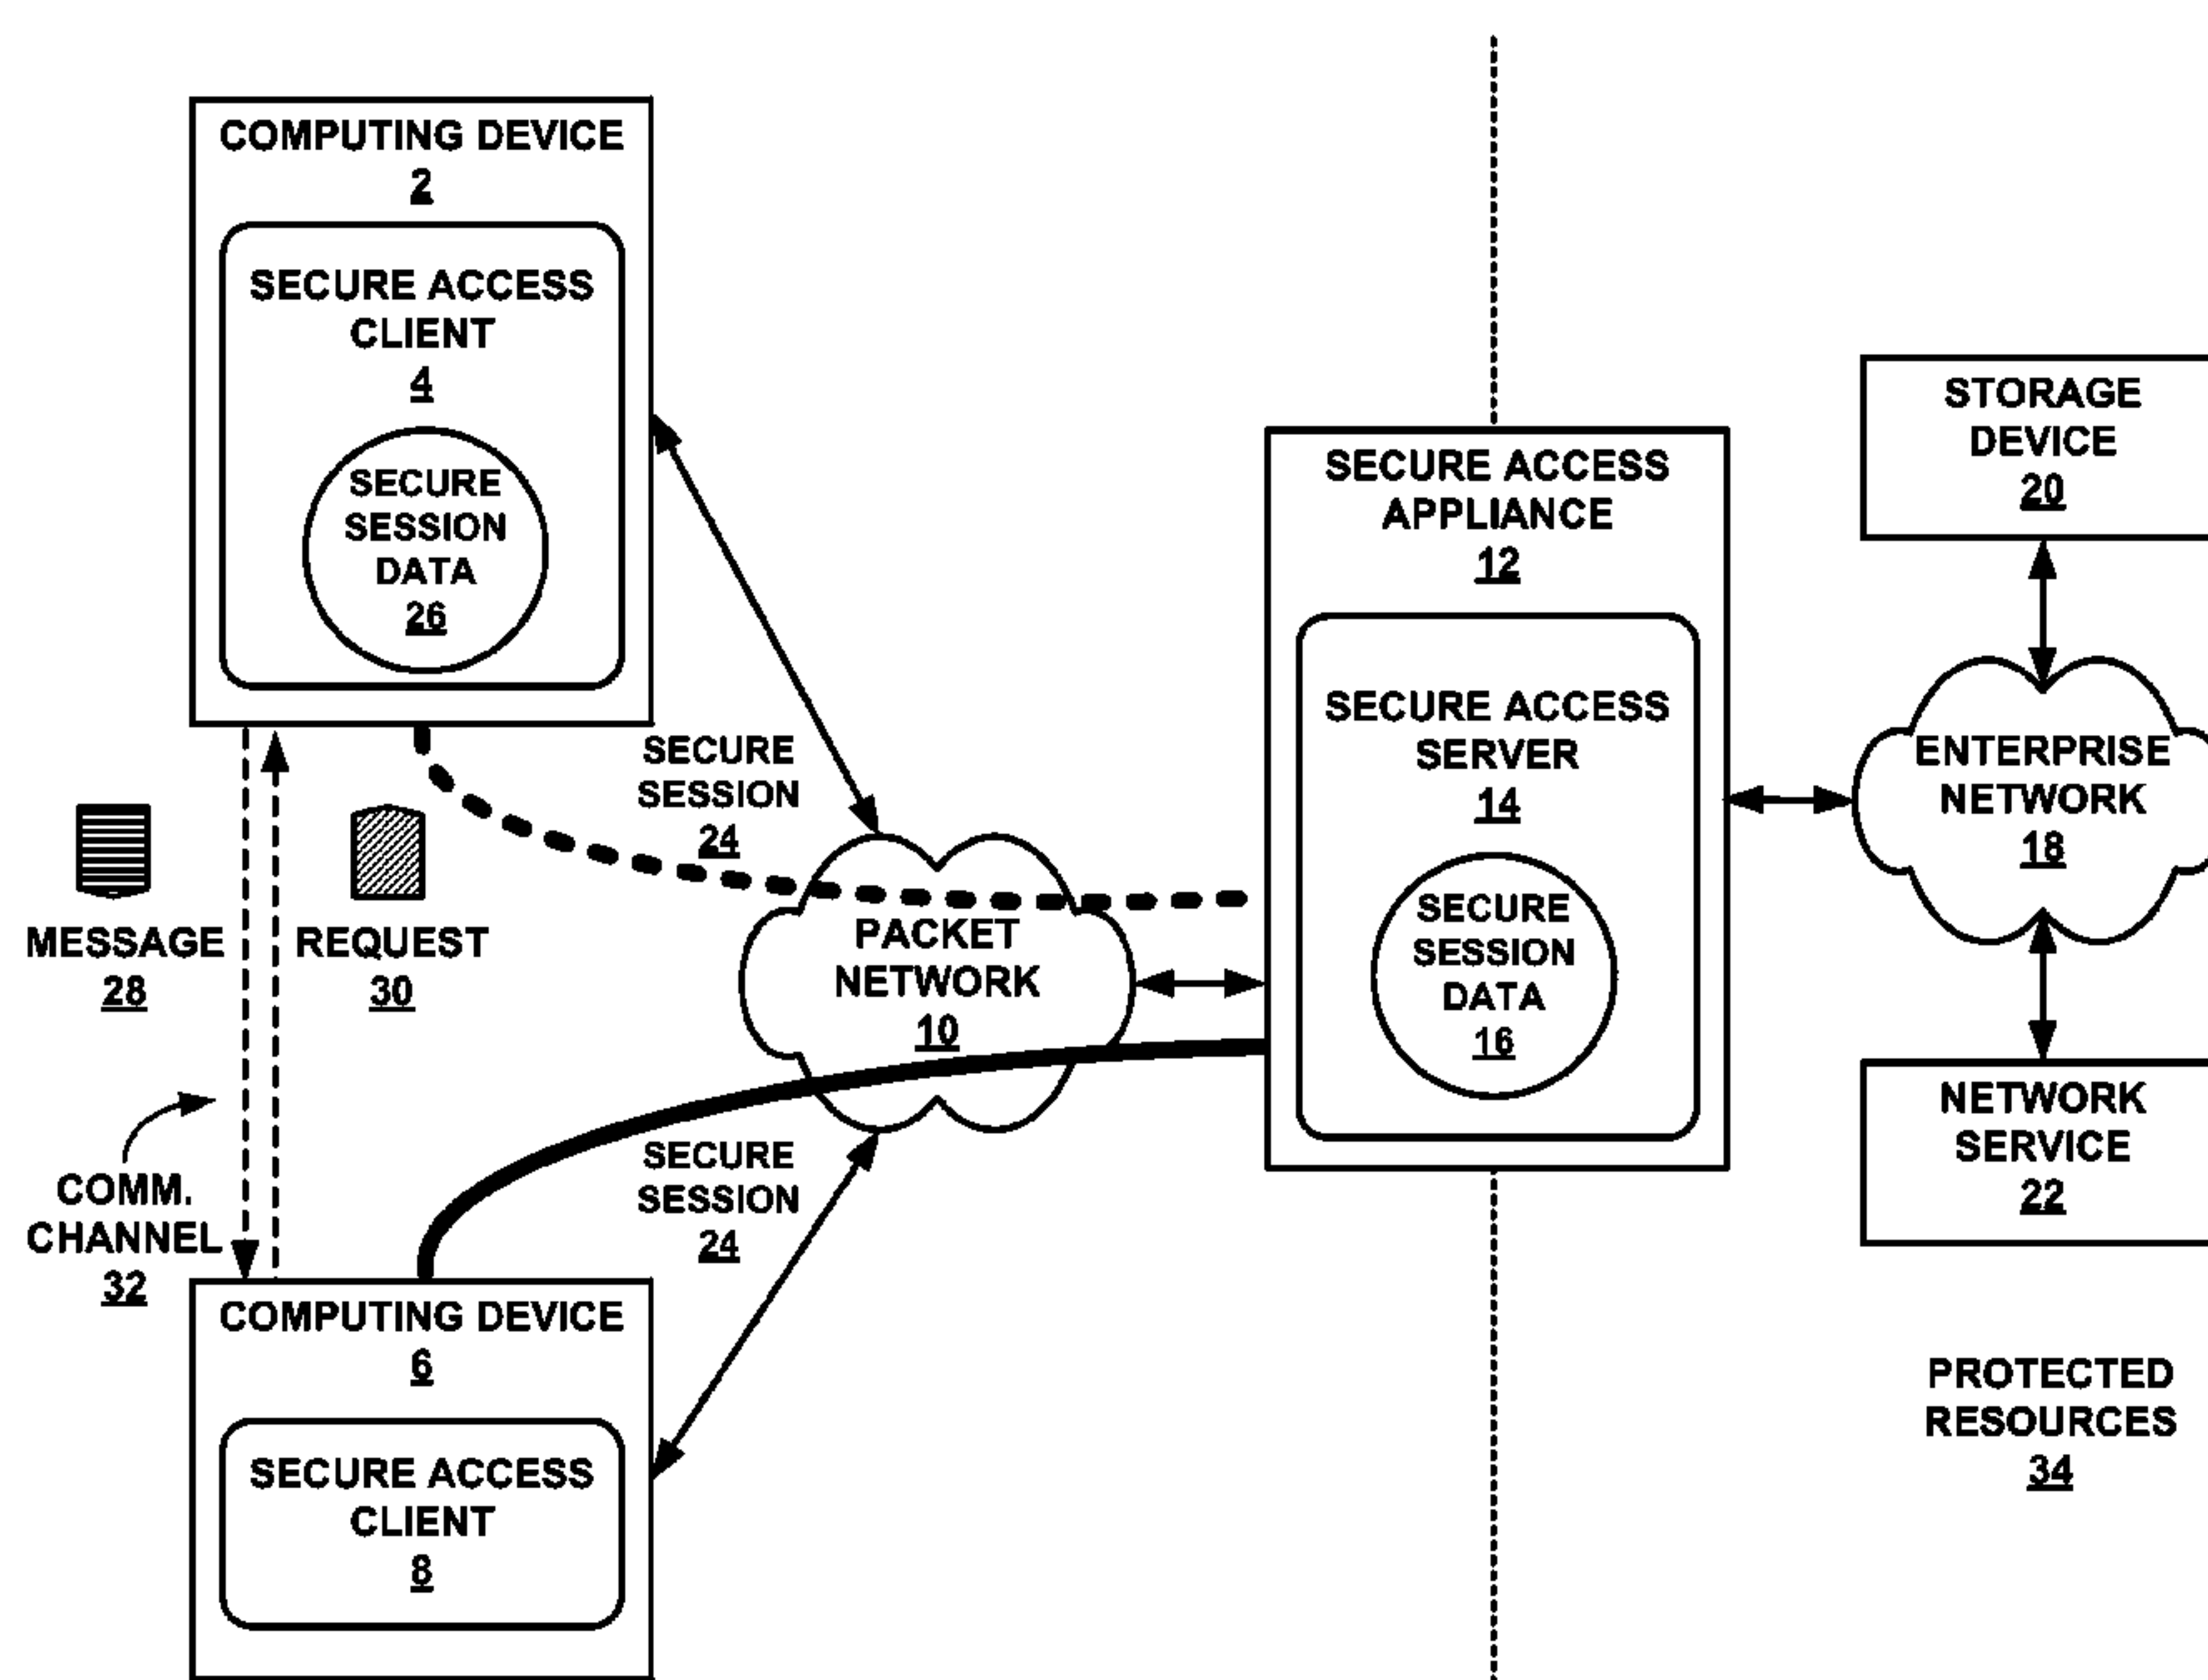 COMPUTING DEVICE
2
SECURE ACCESS
CLIENT
4
SECURE
SESSION
DATA
26
SECURE
SESSION
24
MESSAGE
28
REQUEST
30
COMM.
CHANNEL
32
COMPUTING DEVICE
6
SECURE ACCESS
CLIENT
8
PACKET
NETWORK
10
SECURE
SESSION
24
SECURE ACCESS
APPLIANCE
12
SECURE ACCESS
SERVER
14
SECURE
SESSION
DATA
16
STORAGE
DEVICE
20
ENTERPRISE
NETWORK
18
NETWORK
SERVICE
22
PROTECTED
RESOURCES
34